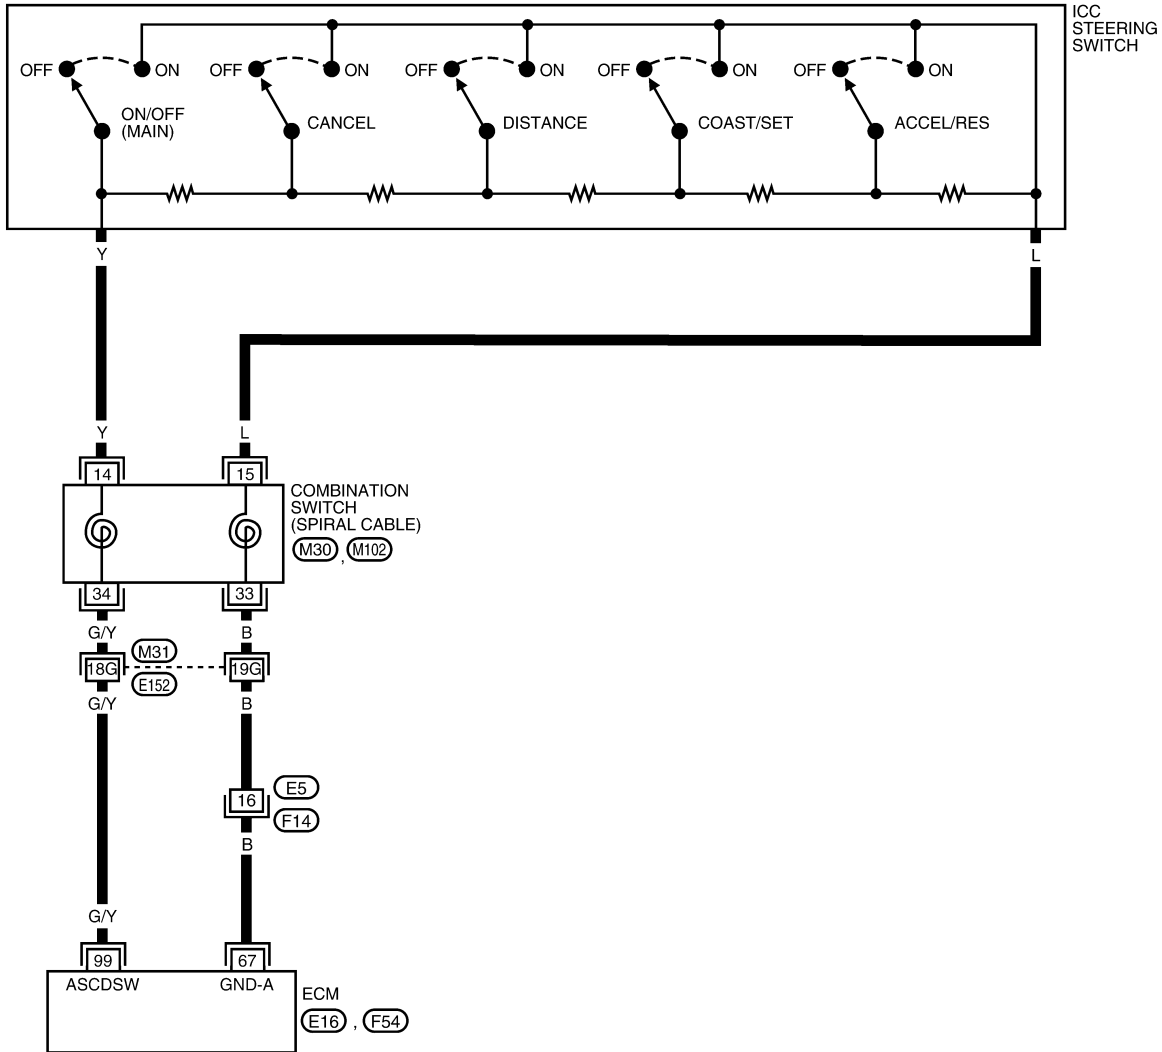 ICC
STEERING
SWITCH
OFF ON OFF ON OFF ON OFF ON OFF ON
ON/OFF
(MAIN)
CANCEL
DISTANCE
COAST/SET
ACCEL/RES
Y L
Y L
14 15
COMBINATION
SWITCH
(SPIRAL CABLE)
M30 , M102
34 33
G/Y B
M31
18G 19G
E152
G/Y B
E5
16
F14
B
G/Y
99 67
ASCDSW GND-A
ECM
E16 , F54